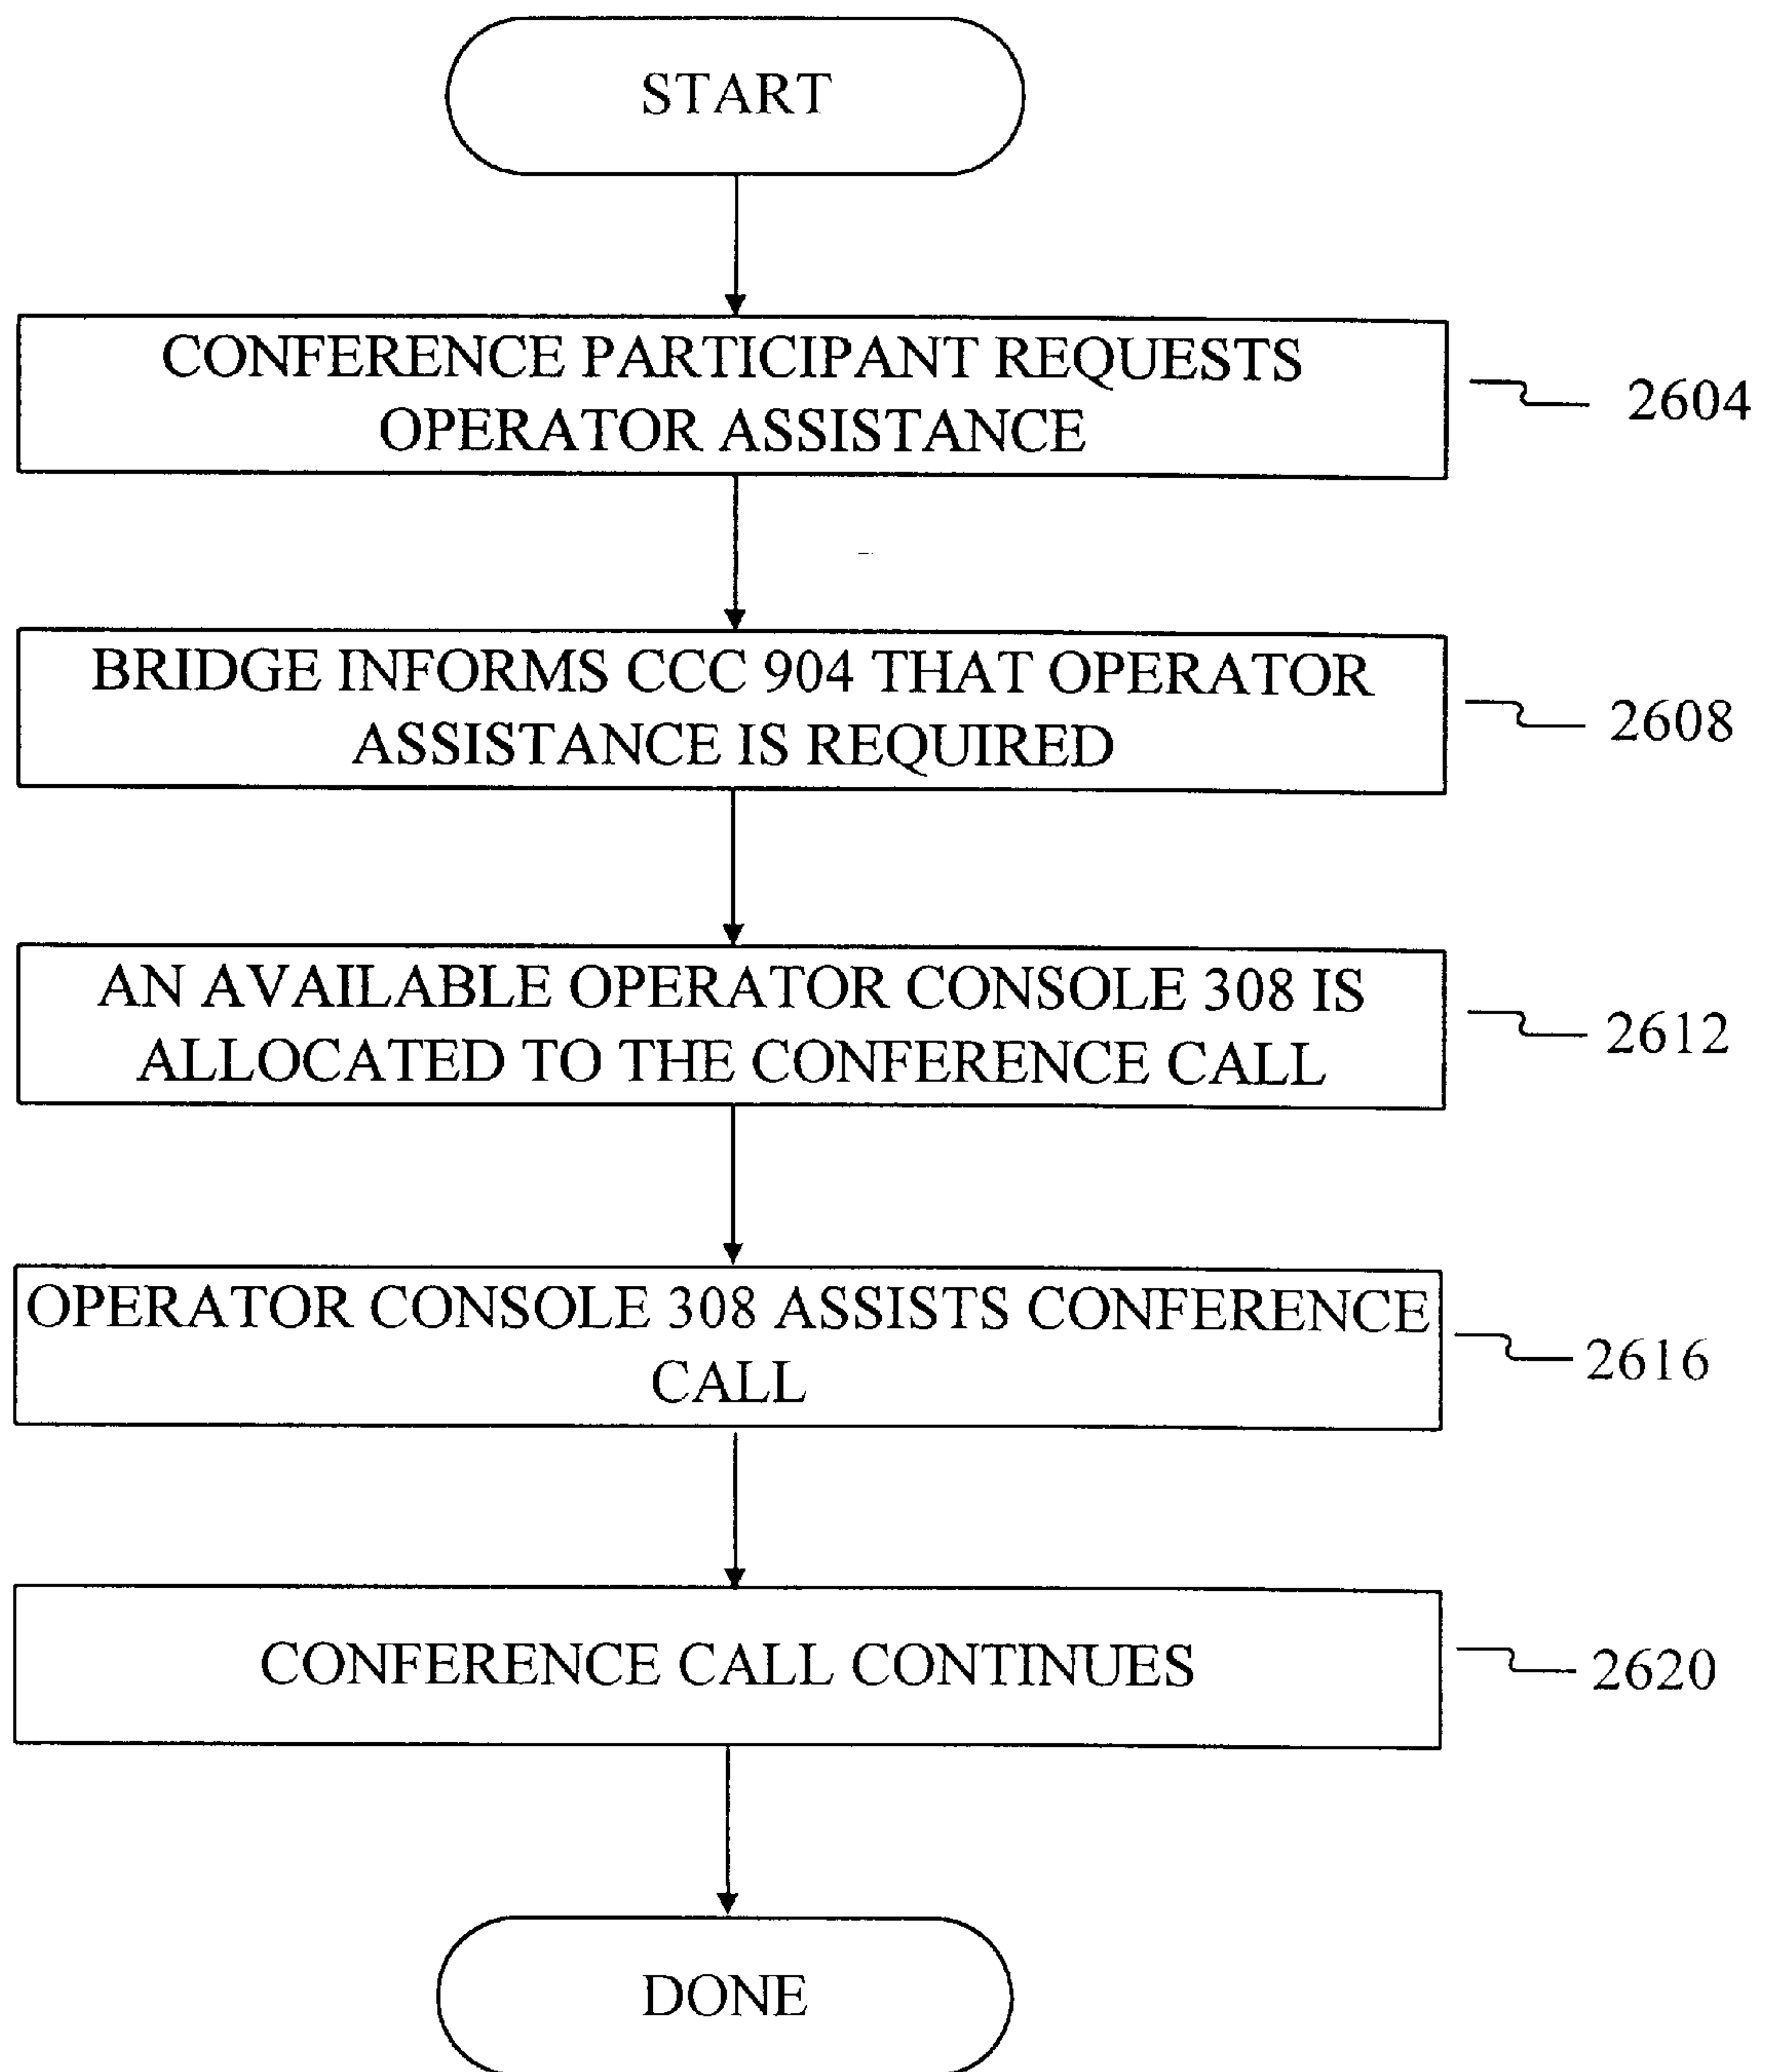 START
CONFERENCE PARTICIPANT REQUESTS
OPERATOR ASSISTANCE
2604
BRIDGE INFORMS CCC 904 THAT OPERATOR
ASSISTANCE IS REQUIRED
2608
AN AVAILABLE OPERATOR CONSOLE 308 IS
ALLOCATED TO THE CONFERENCE CALL
2612
OPERATOR CONSOLE 308 ASSISTS CONFERENCE
CALL
2616
CONFERENCE CALL CONTINUES
2620
DONE